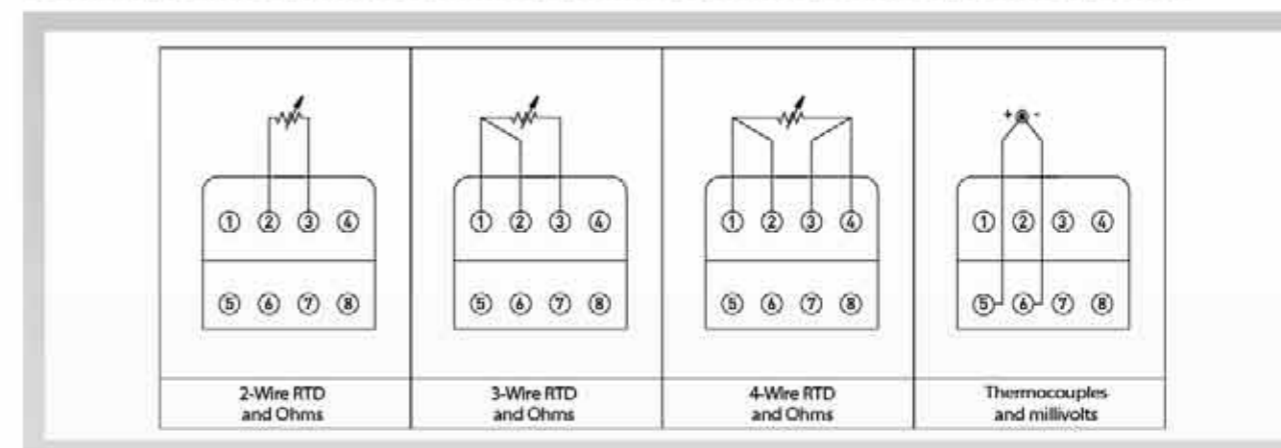 + -
① ② ③ ④
⑤ ⑥ ⑦ ⑧
2-Wire RTD
and Ohms
① ② ③ ④
⑤ ⑥ ⑦ ⑧
3-Wire RTD
and Ohms
① ② ③ ④
⑤ ⑥ ⑦ ⑧
4-Wire RTD
and Ohms
① ② ③ ④
⑤ ⑥ ⑦ ⑧
Thermocouples
and millivolts